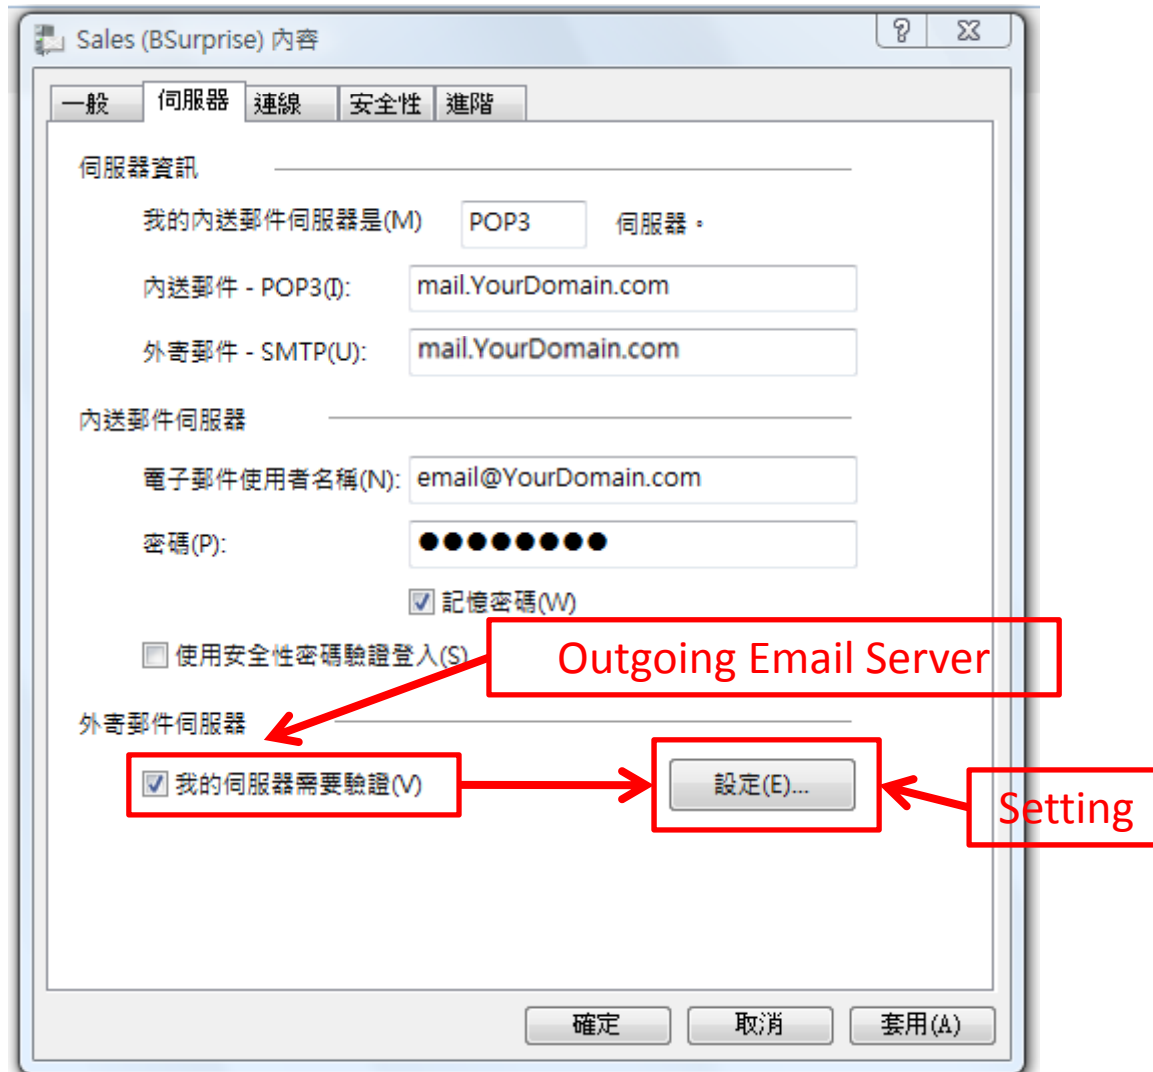 Sales (BSurprise) 內容
一般 伺服器 連線 安全性 進階
伺服器資訊
我的內送郵件伺服器是(M) POP3 伺服器。
內送郵件 - POP3(I): mail.YourDomain.com
外寄郵件 - SMTP(U): mail.YourDomain.com
內送郵件伺服器
電子郵件使用者名稱(N): email@YourDomain.com
密碼(P): ●●●●●●●●
記憶密碼(W)
使用安全性密碼驗證登入(S)
Outgoing Email Server
外寄郵件伺服器
我的伺服器需要驗證(V) 設定(E)...
Setting
確定 取消 套用(A)